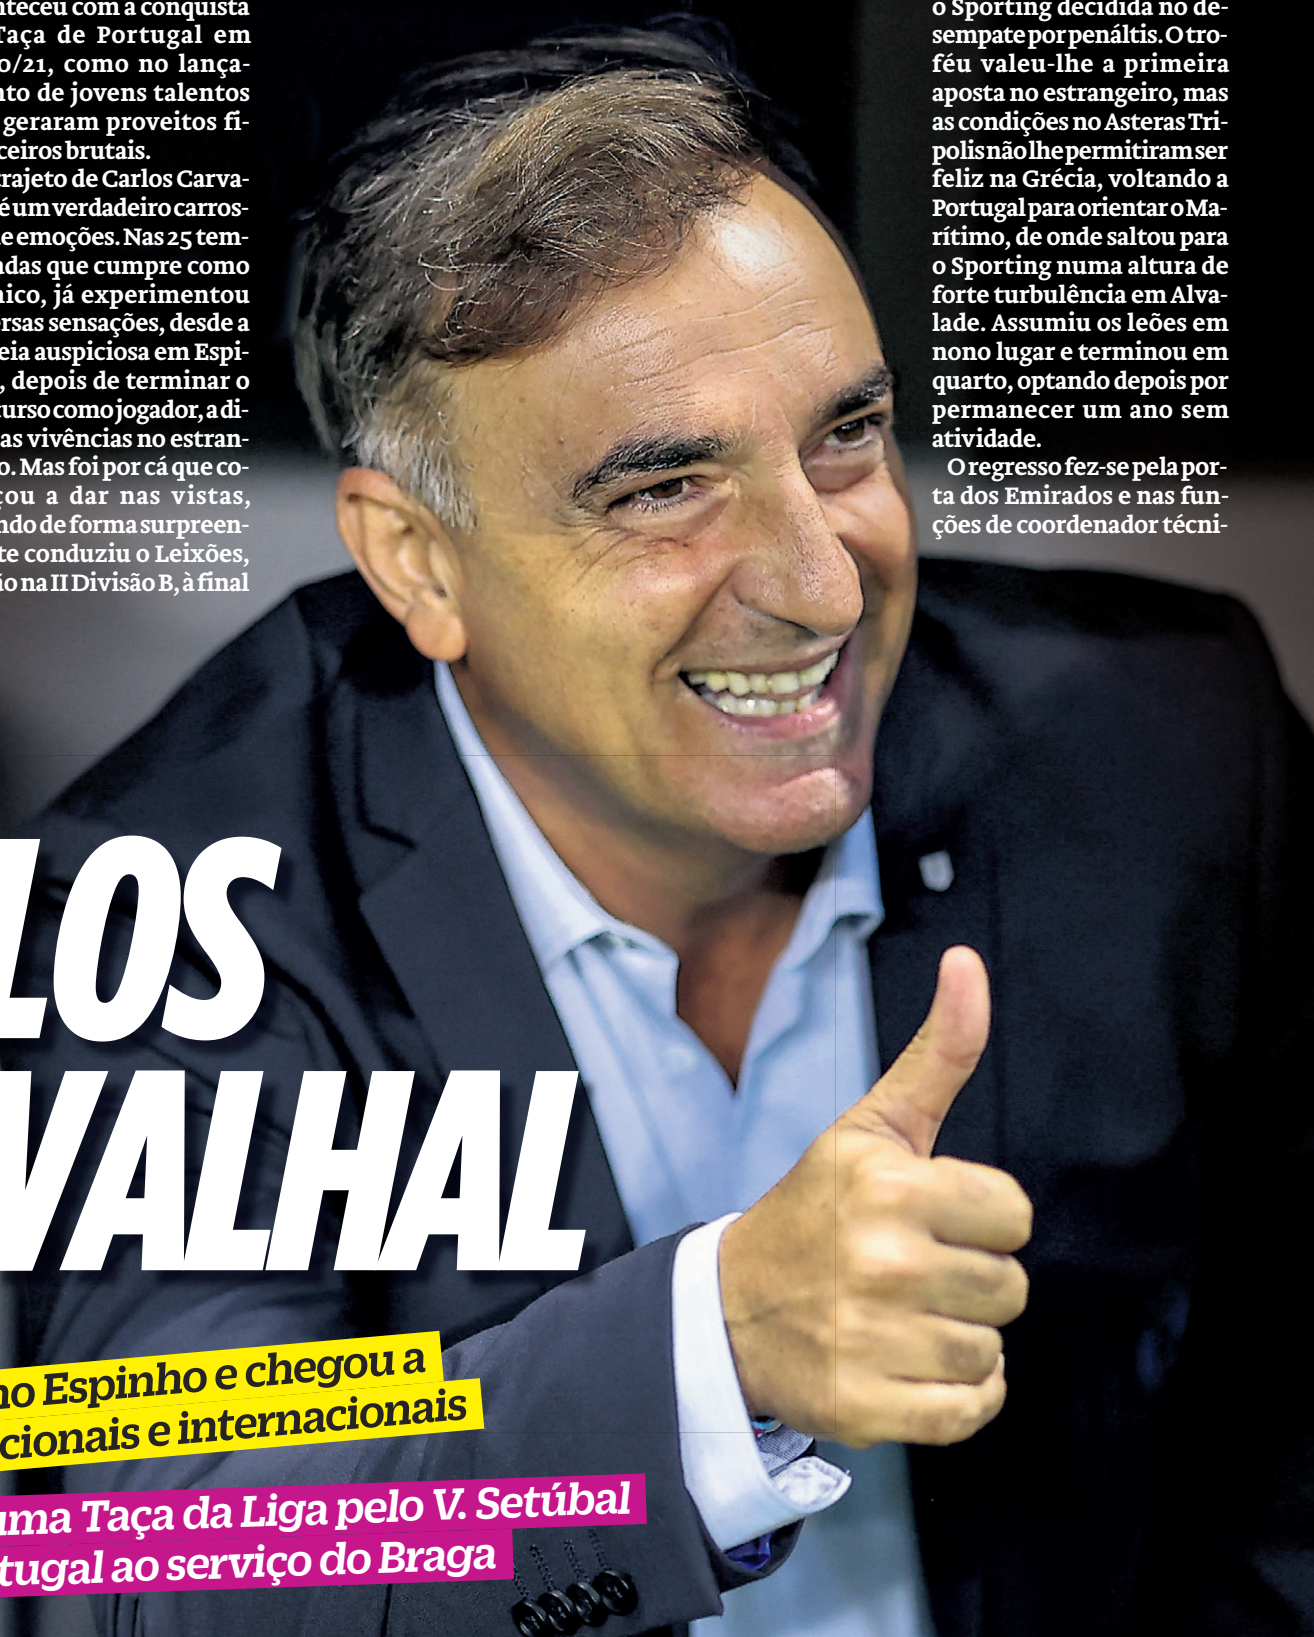 nteceu com a conquista
Taça de Portugal em
0/21, como no lança-
nto de jovens talentos
geraram proveitos fi-
ceiros brutais.
trajeto de Carlos Carva-
é um verdadeiro carros-
de emoções. Nas 25 tem-
adas que cumpre como
nico, já experimentou
ersas sensações, desde a
eia auspiciosa em Espi-
, depois de terminar o
curso como jogador, a di-
as vivências no estran-
o. Mas foi por cá que co-
çou a dar nas vistas,
ndo de forma surpreen-
te conduziu o Leixões,
ão na II Divisão B, à final
o Sporting decidida no de-
sempate por penáltis. O tro-
féu valeu-lhe a primeira
aposta no estrangeiro, mas
as condições no Asteras Tri-
polis não lhe permitiram ser
feliz na Grécia, voltando a
Portugal para orientar o Ma-
rítimo, de onde saltou para
o Sporting numa altura de
forte turbulência em Alva-
lade. Assumiu os leões em
nono lugar e terminou em
quarto, optando depois por
permanecer um ano sem
atividade.
O regresso fez-se pela por-
ta dos Emirados e nas fun-
ções de coordenador técni-
LOS
VALHAL
no Espinho e chegou a
cionais e internacionais
uma Taça da Liga pelo V. Setúbal
tugal ao serviço do Braga